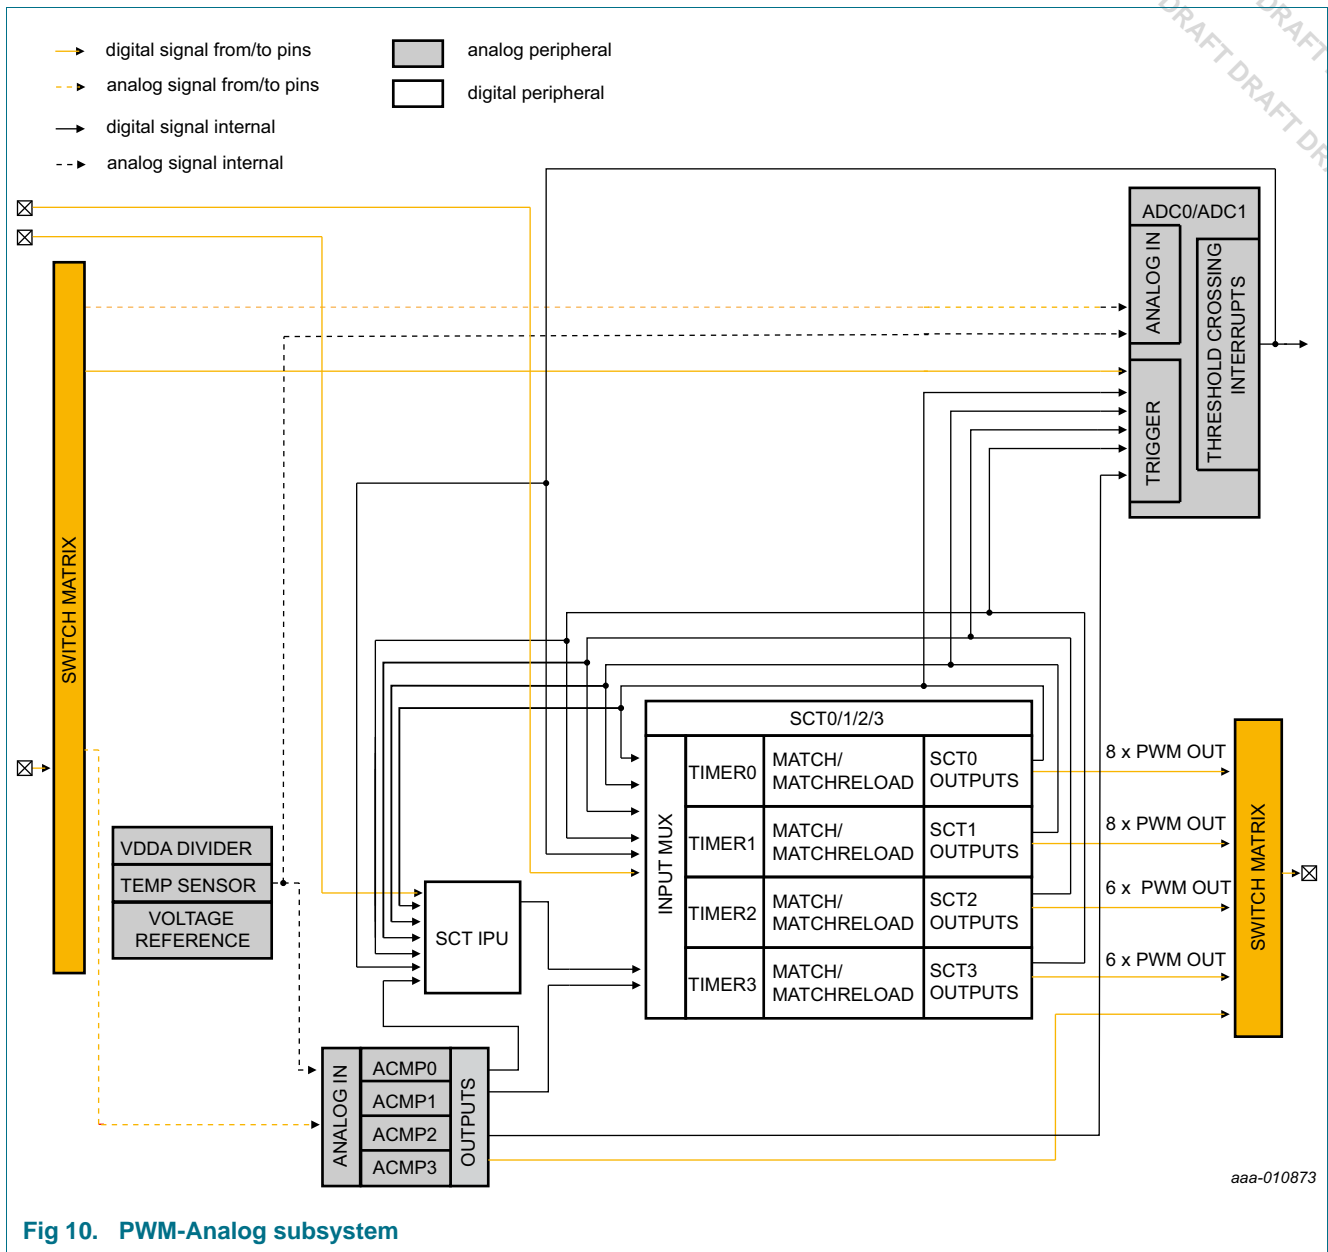 DRAFT
DRAFT DRAFT
digital signal from/to pins
analog signal from/to pins
digital signal internal
analog signal internal
analog peripheral
digital peripheral
ADC0/ADC1
ANALOG IN
TRIGGER
THRESHOLD CROSSING
INTERRUPTS
SWITCH MATRIX
SCT0/1/2/3
INPUT MUX
TIMER0
MATCH/
MATCHRELOAD
SCT0
OUTPUTS
TIMER1
MATCH/
MATCHRELOAD
SCT1
OUTPUTS
TIMER2
MATCH/
MATCHRELOAD
SCT2
OUTPUTS
TIMER3
MATCH/
MATCHRELOAD
SCT3
OUTPUTS
8 x PWM OUT
8 x PWM OUT
6 x PWM OUT
6 x PWM OUT
SWITCH MATRIX
VDDA DIVIDER
TEMP SENSOR
VOLTAGE
REFERENCE
SCT IPU
ANALOG IN
ACMP0
ACMP1
ACMP2
ACMP3
OUTPUTS
aaa-010873
Fig 10. PWM-Analog subsystem